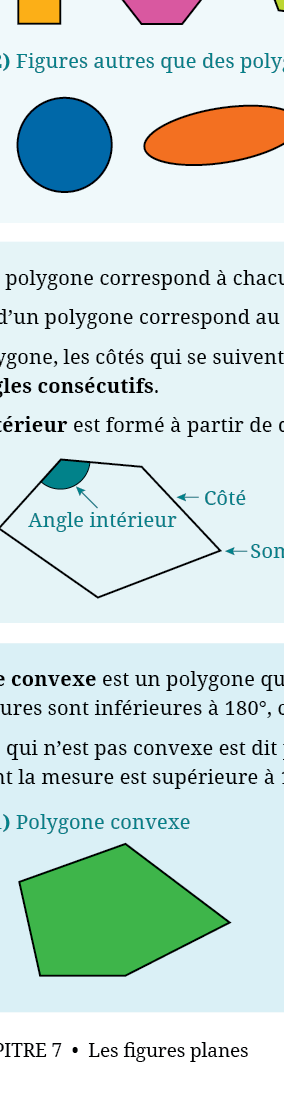 2) Figures autres que des poly
polygone correspond à chacu
d’un polygone correspond au
ygone, les côtés qui se suivent
gles consécutifs.
térieur est formé à partir de
Angle intérieur
Côté
Som
e convexe est un polygone qu
ures sont inférieures à 180°,
qui n’est pas convexe est dit
nt la mesure est supérieure à 1
) Polygone convexe
PITRE 7 • Les figures planes